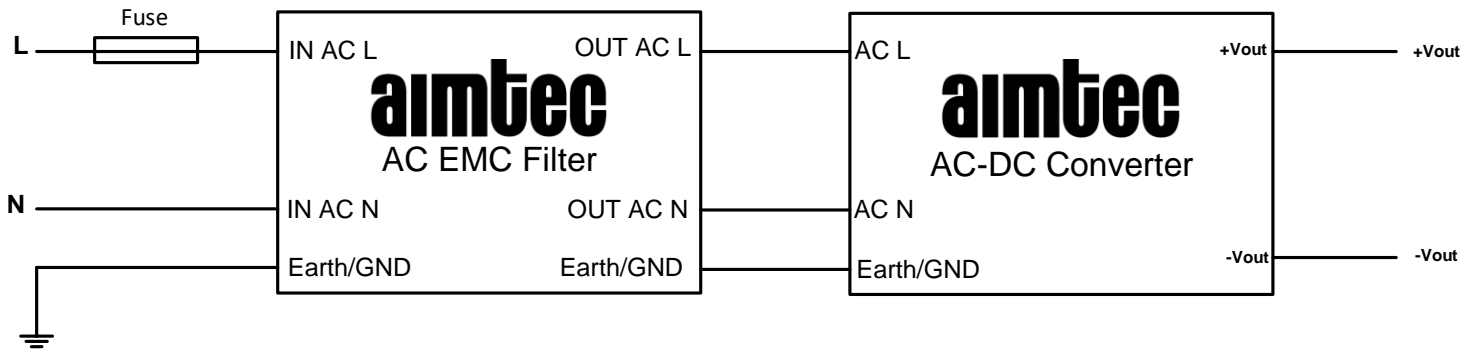 Fuse
L
IN AC L
OUT AC L
AC L
+Vout
+Vout
aimtec
AC EMC Filter
aimtec
AC-DC Converter
N
IN AC N
OUT AC N
AC N
Earth/GND
Earth/GND
Earth/GND
-Vout
-Vout